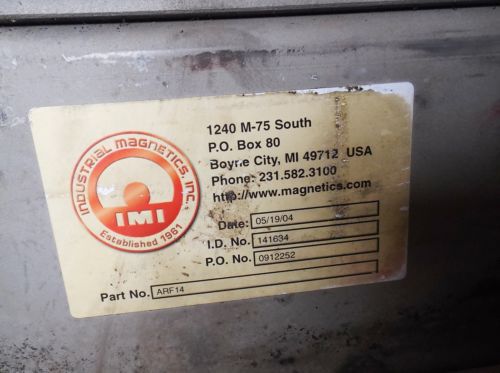 INDUSTRIAL MAGNETICS, INC.
IMI
Established 1961
1240 M-75 South
P.O. Box 80
Boyne City, MI 49712 USA
Phone: 231.582.3100
http://www.magnetics.com
Date: 05/19/04
I.D. No. 141634
P.O. No. 0912252
Part No. ARF14